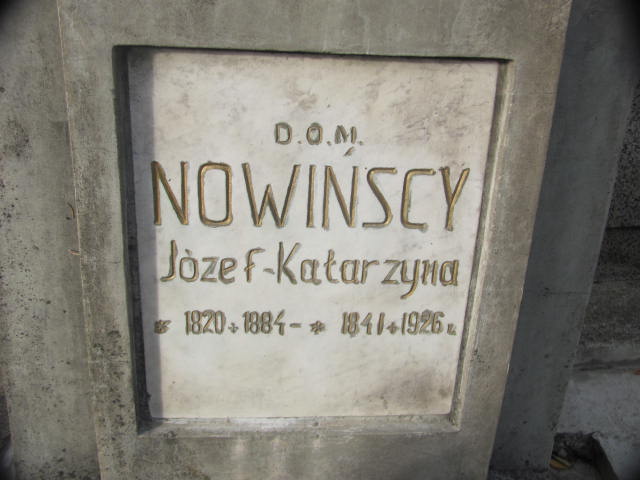 D.O.M.
NOWIŃSCY
Józef-Katarzyna
* 1820 + 1884 - * 1841 + 1926 r.